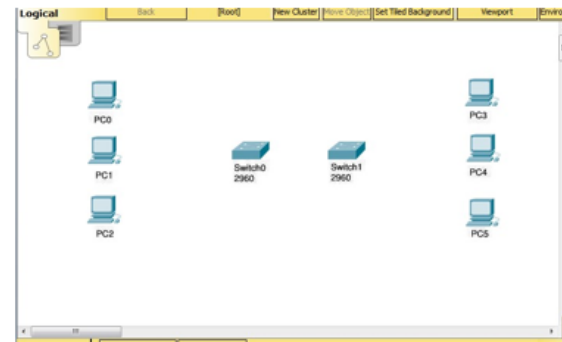 Logical
Back
[Root]
New Cluster
Move Object
Set Tiled Background
Viewport
Enviro
PC0
PC3
PC1
Switch0
2960
Switch1
2960
PC4
PC2
PC5